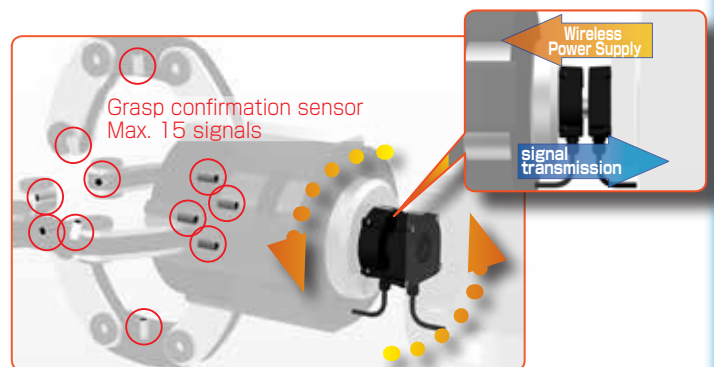 Wireless
Power Supply
Grasp confirmation sensor
Max. 15 signals
signal
transmission